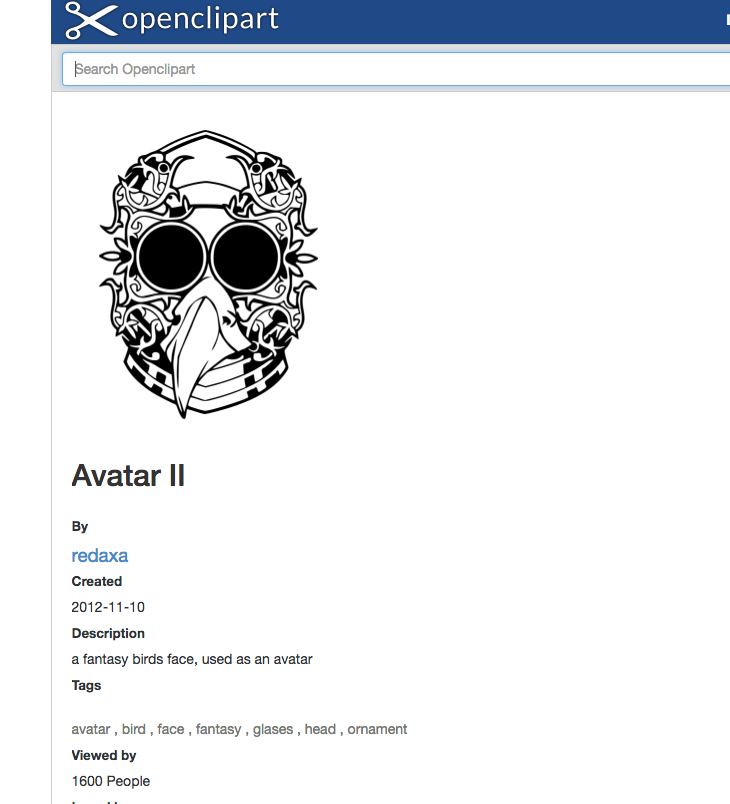 openclipart
Search Openclipart
Avatar II
By
redaxa
Created
2012-11-10
Description
a fantasy birds face, used as an avatar
Tags
avatar , bird , face , fantasy , glasses , head , ornament
Viewed by
1600 People